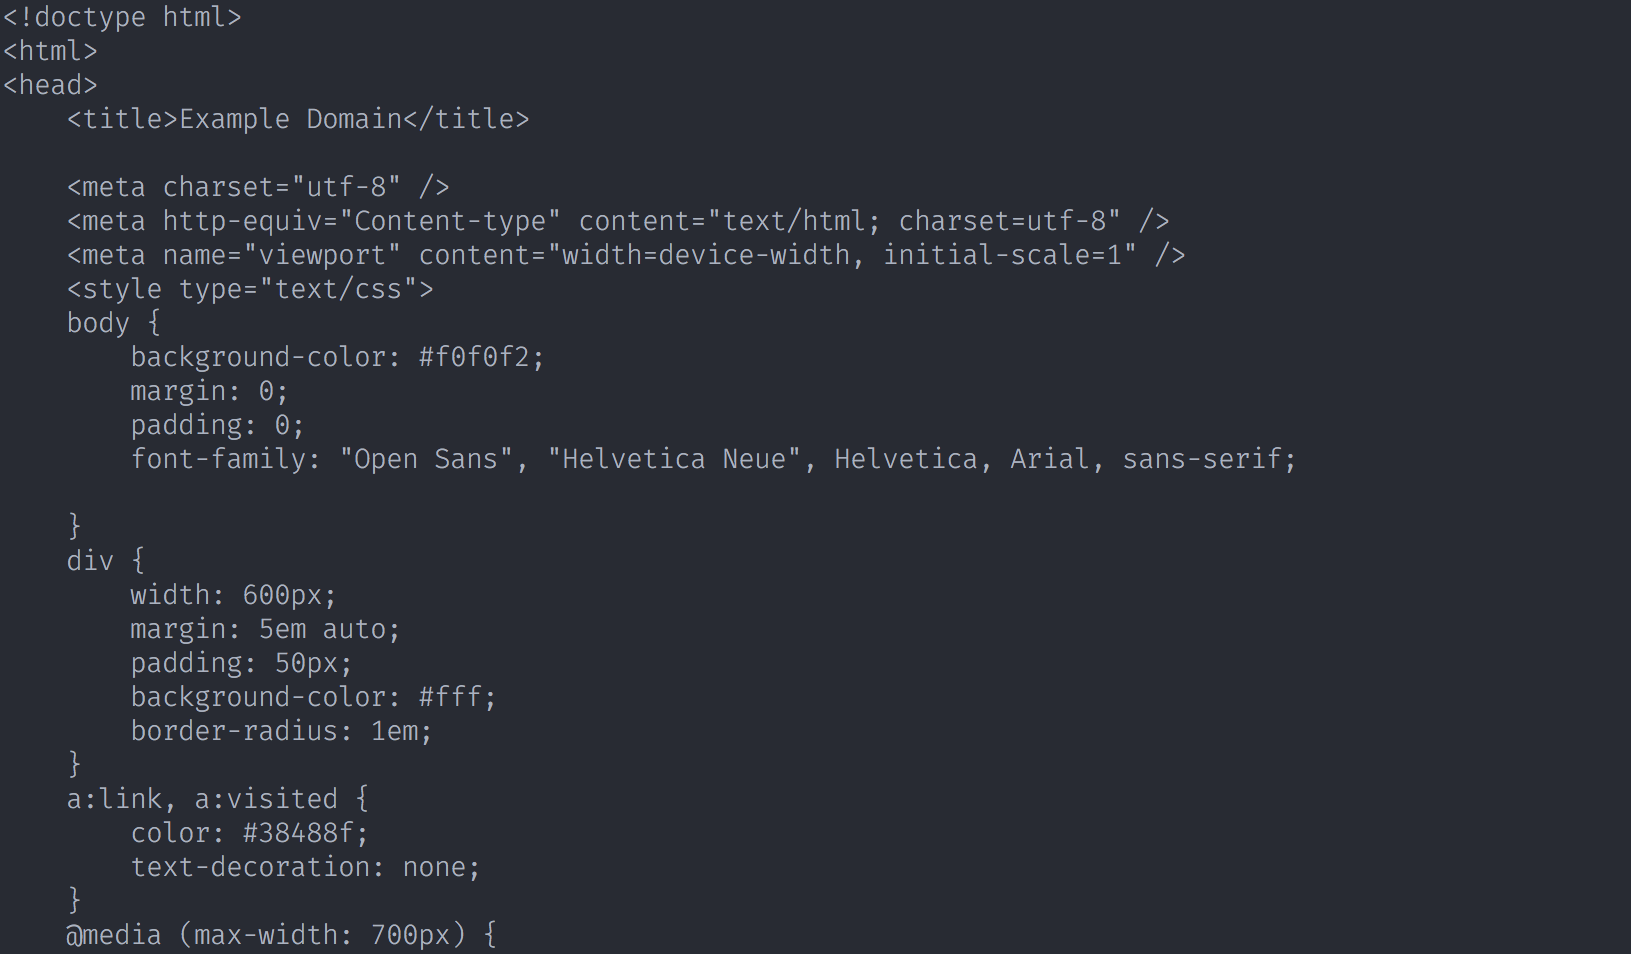 <!doctype html>
<html>
<head>
    <title>Example Domain</title>

    <meta charset="utf-8" />
    <meta http-equiv="Content-type" content="text/html; charset=utf-8" />
    <meta name="viewport" content="width=device-width, initial-scale=1" />
    <style type="text/css">
    body {
        background-color: #f0f0f2;
        margin: 0;
        padding: 0;
        font-family: "Open Sans", "Helvetica Neue", Helvetica, Arial, sans-serif;

    }
    div {
        width: 600px;
        margin: 5em auto;
        padding: 50px;
        background-color: #fff;
        border-radius: 1em;
    }
    a:link, a:visited {
        color: #38488f;
        text-decoration: none;
    }
    @media (max-width: 700px) {